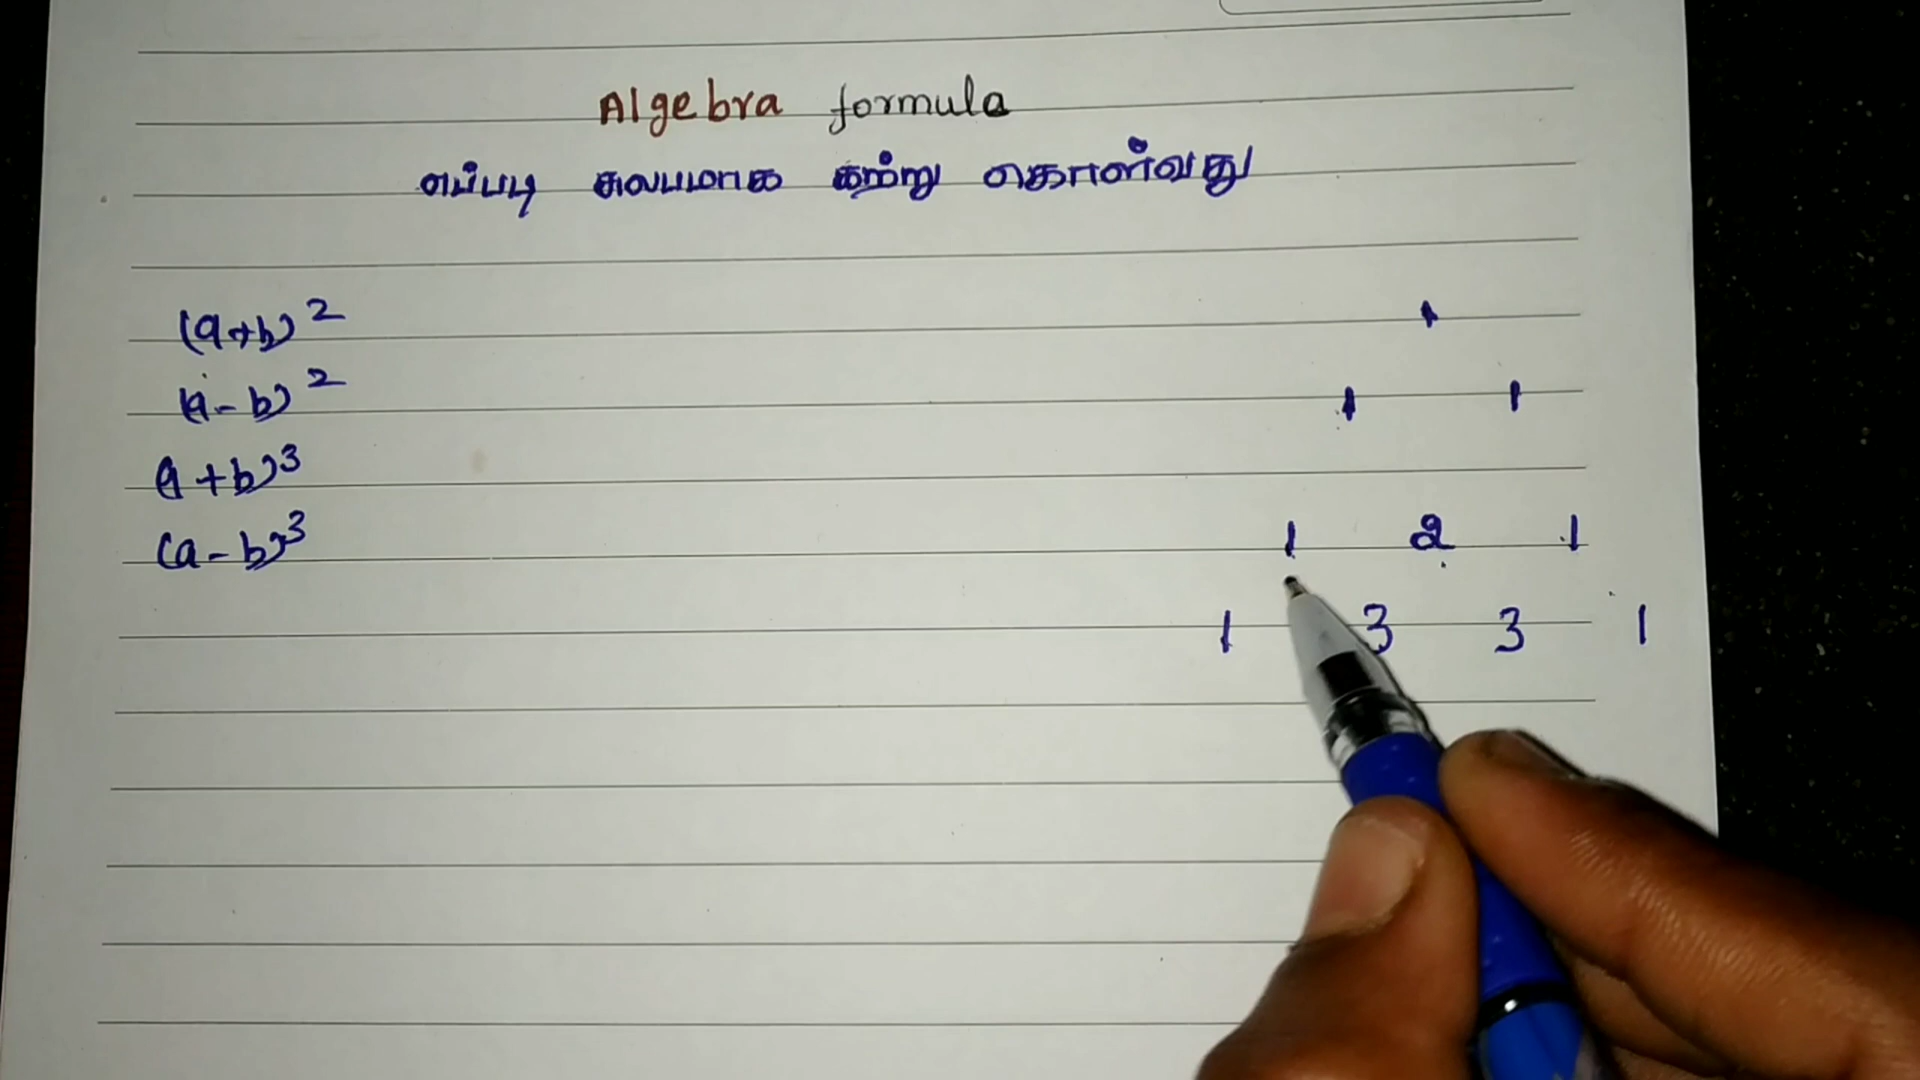 Algebra formula
எப்படி சுலபமாக கற்று கொள்வது
(a+b)²
(a-b)²
(a+b)³
(a-b)³
1
1 1
1 2 1
1 3 3 1